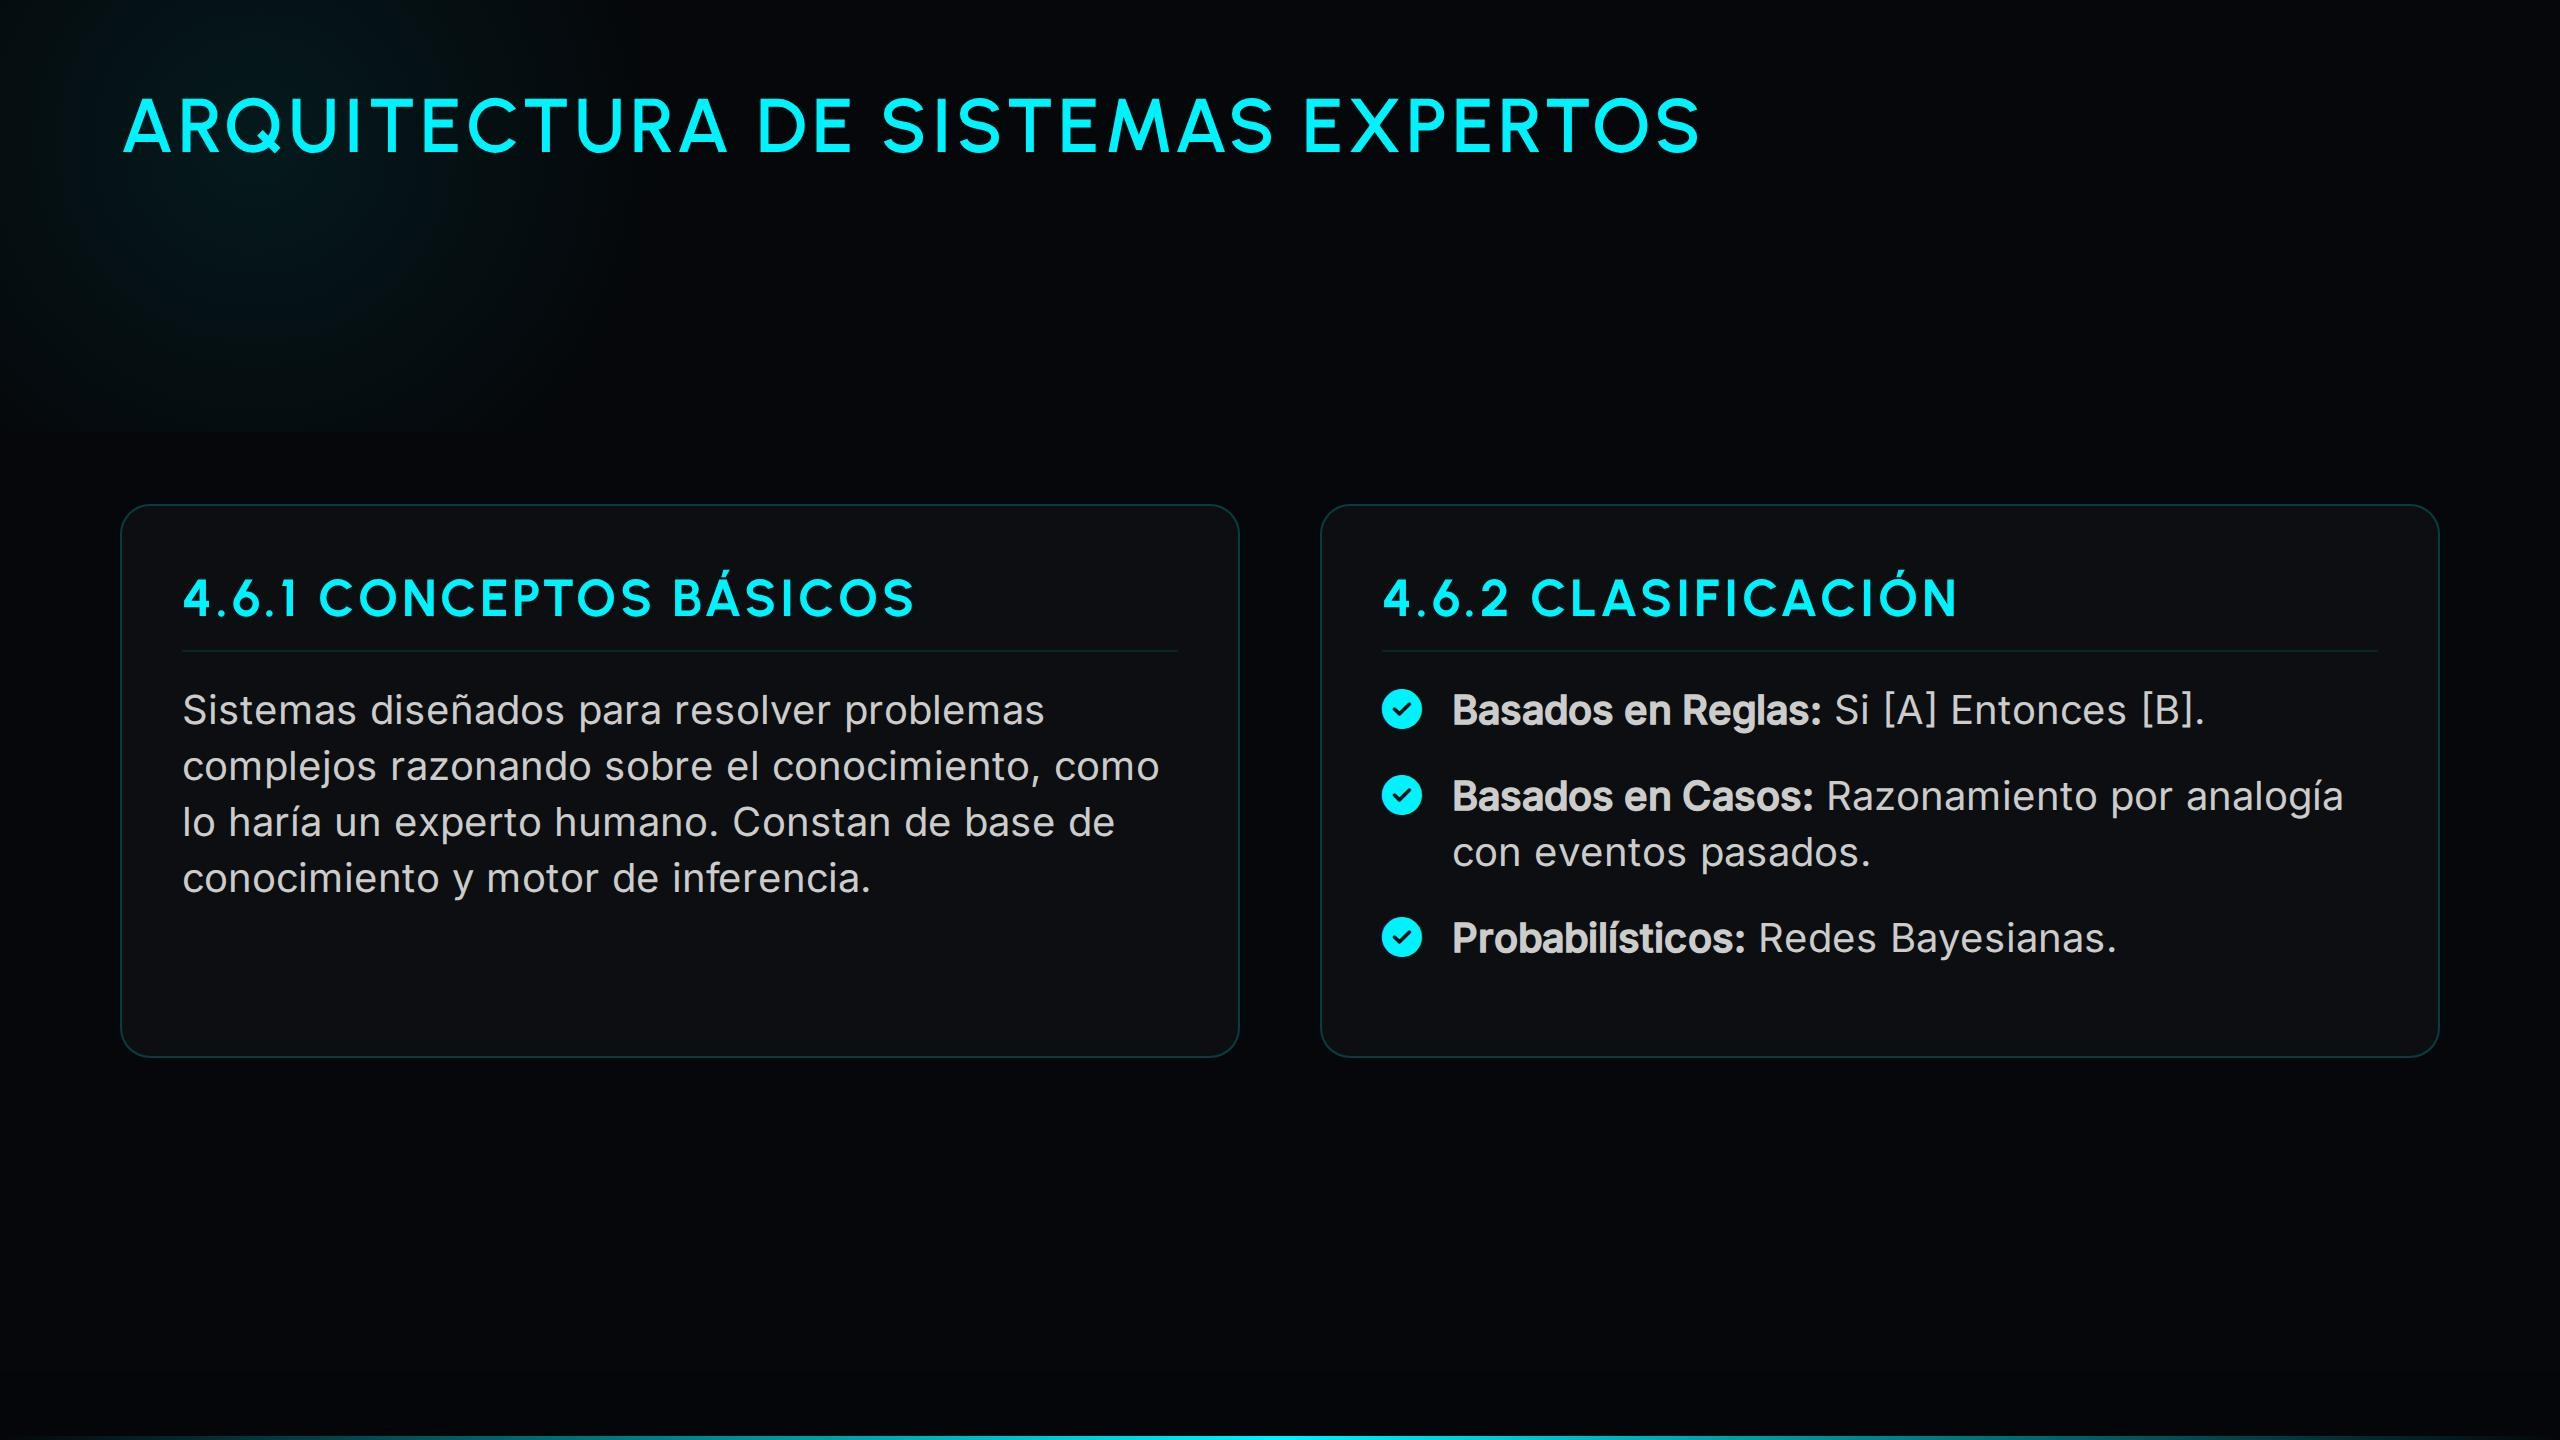 ARQUITECTURA DE SISTEMAS EXPERTOS
4.6.1 CONCEPTOS BÁSICOS
Sistemas diseñados para resolver problemas
complejos razonando sobre el conocimiento, como
lo haría un experto humano. Constan de base de
conocimiento y motor de inferencia.
4.6.2 CLASIFICACIÓN
Basados en Reglas: Si [A] Entonces [B].
Basados en Casos: Razonamiento por analogía
con eventos pasados.
Probabilísticos: Redes Bayesianas.